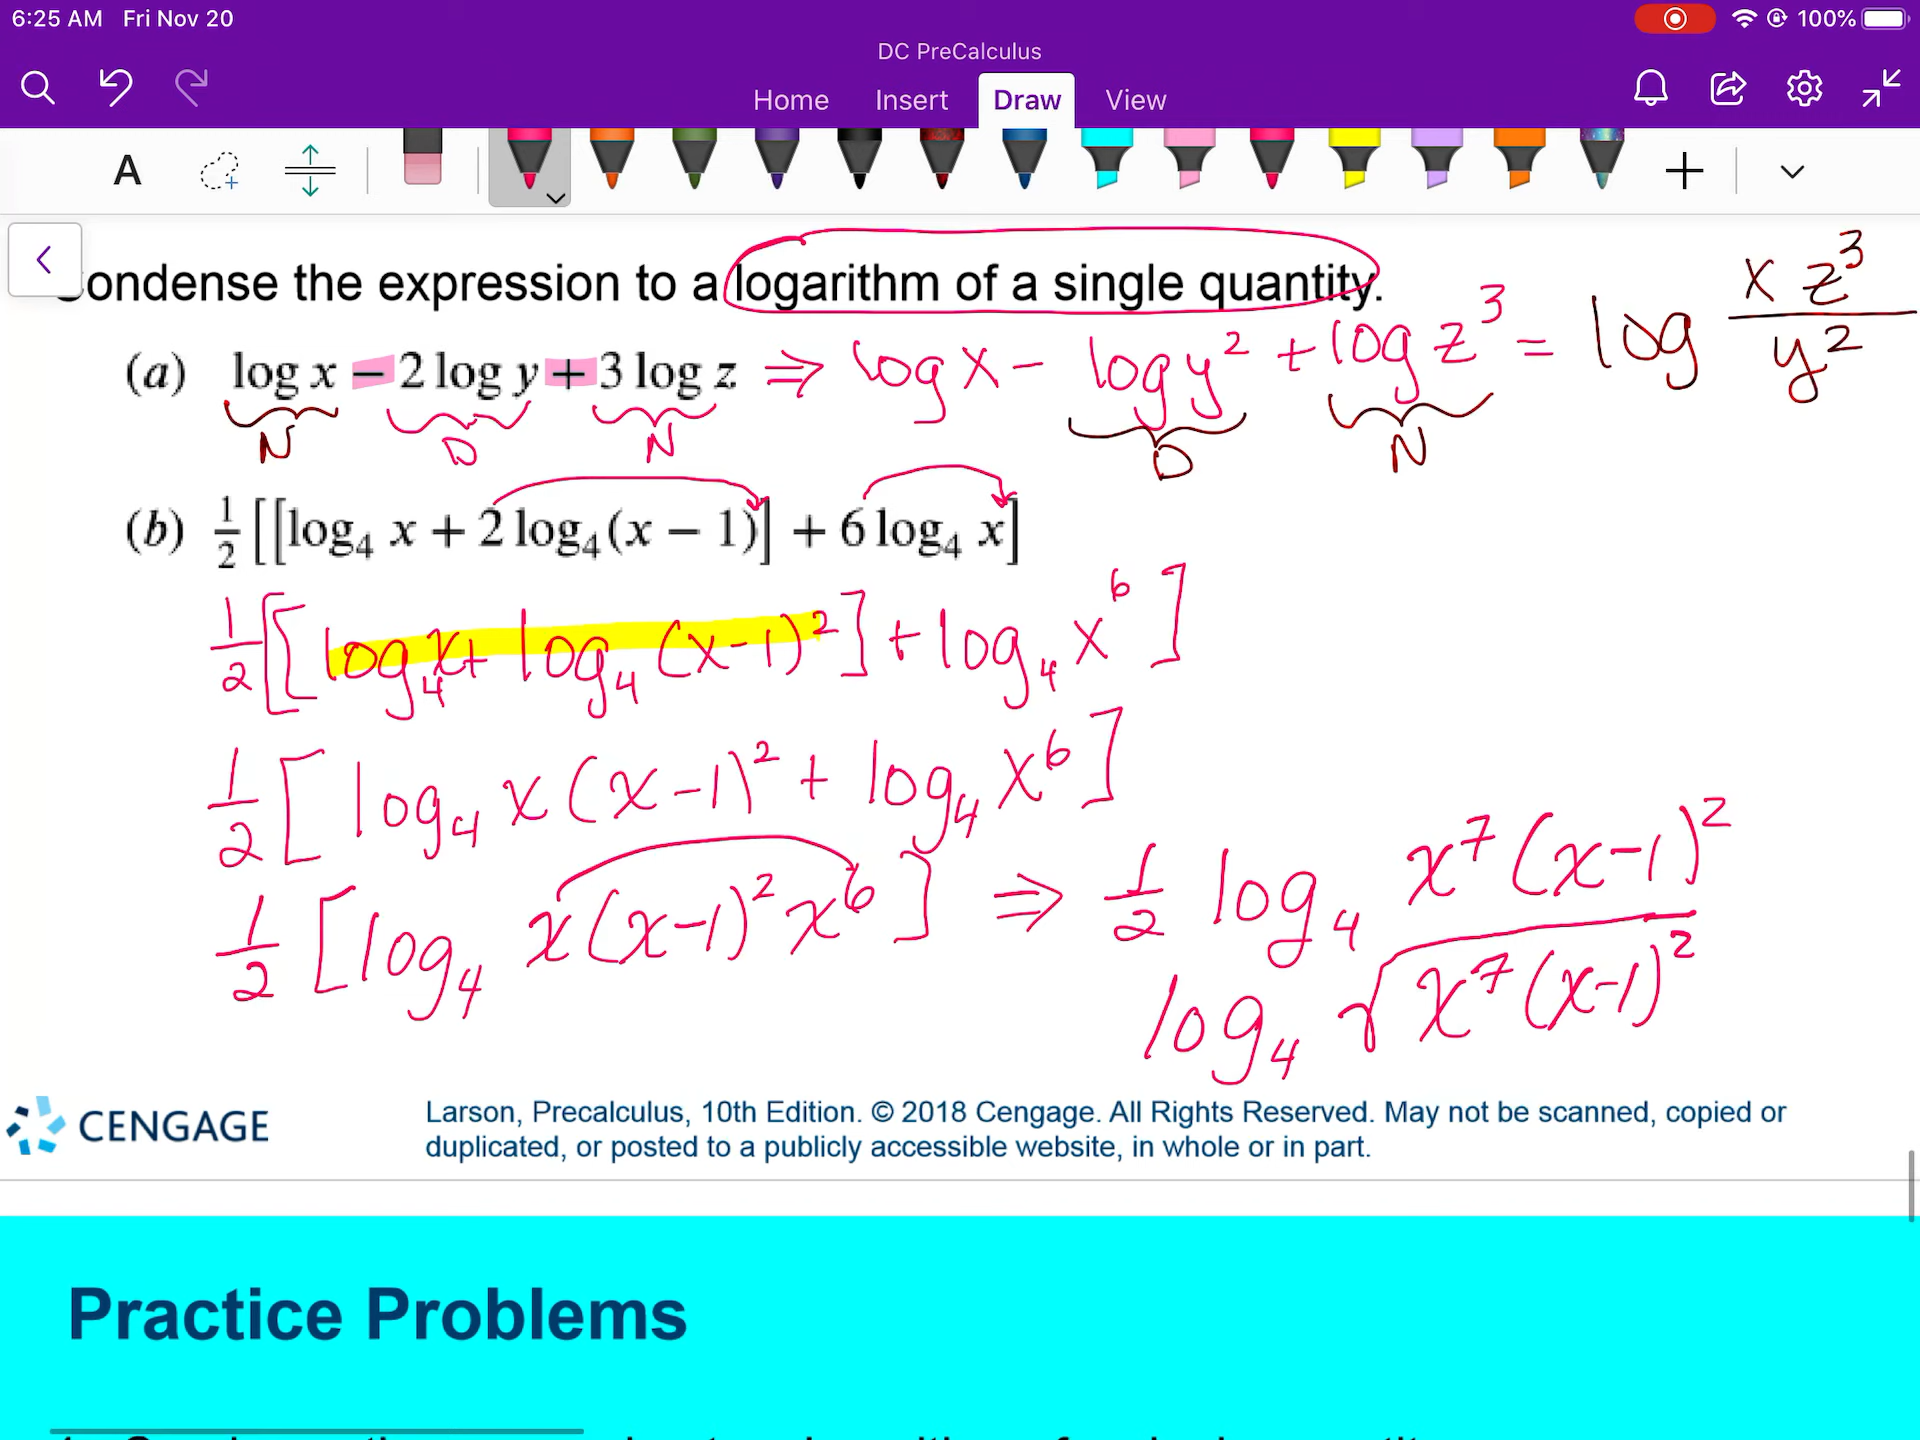 6:25 AM Fri Nov 20
100%
DC PreCalculus
Home Insert Draw View
A
ondense the expression to a logarithm of a single quantity.
(a) log x − 2 log y + 3 log z ⇒ log x − log y² + log z³ = log x z³ / y²
N D N D N
(b) ½[[log₄ x + 2 log₄(x − 1)] + 6 log₄ x]
½[[log₄ x + log₄ (x-1)²] + log₄ x⁶]
½[log₄ x(x-1)² + log₄ x⁶]
½[log₄ x(x-1)² x⁶] ⇒ ½ log₄ x⁷(x-1)²
log₄ √x⁷(x-1)²
CENGAGE
Larson, Precalculus, 10th Edition. © 2018 Cengage. All Rights Reserved. May not be scanned, copied or
duplicated, or posted to a publicly accessible website, in whole or in part.
Practice Problems